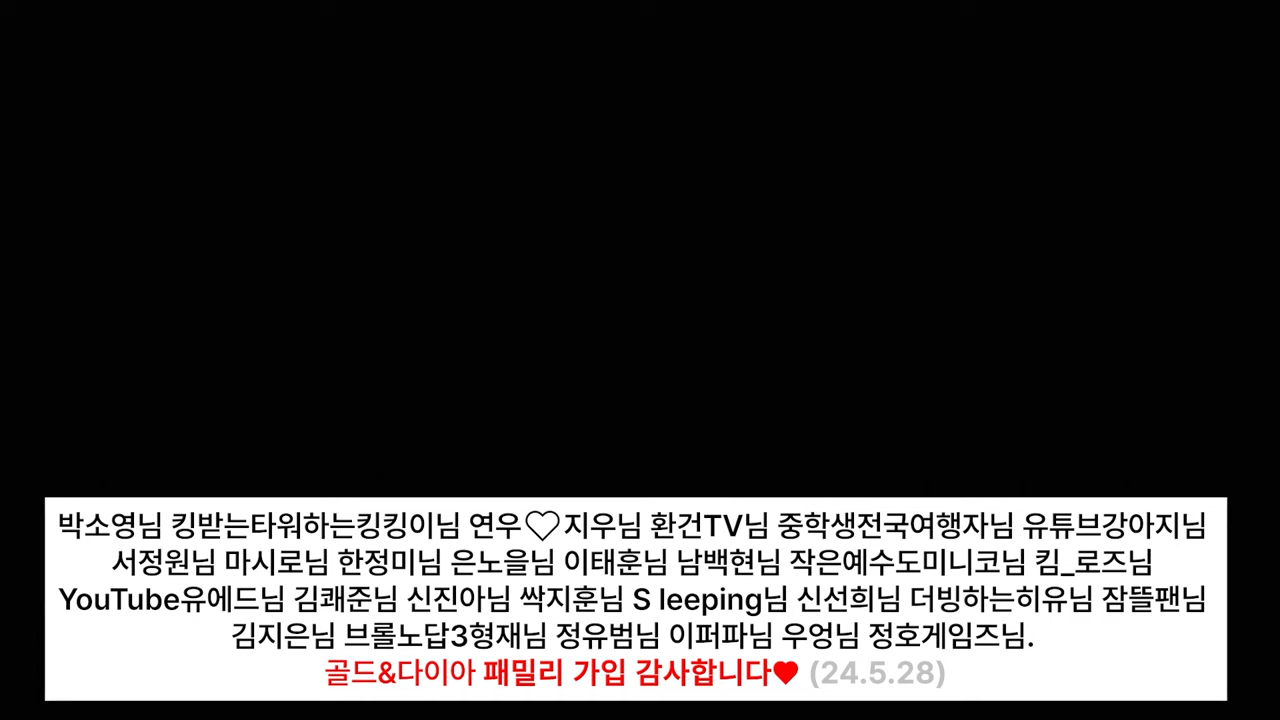 박소영님 킹받는타워하는킹킹이님 연우♡지우님 환건TV님 중학생전국여행자님 유튜브강아지님
서정원님 마시로님 한정미님 은노을님 이태훈님 남백현님 작은예수도미니코님 킴_로즈님
YouTube유에드님 김쾌준님 신진아님 싹지훈님 S leeping님 신선희님 더빙하는히유님 잠뜰팬님
김지은님 브롤노답3형재님 정유범님 이퍼파님 우엉님 정호게임즈님.
골드&다이아 패밀리 가입 감사합니다♥ (24.5.28)